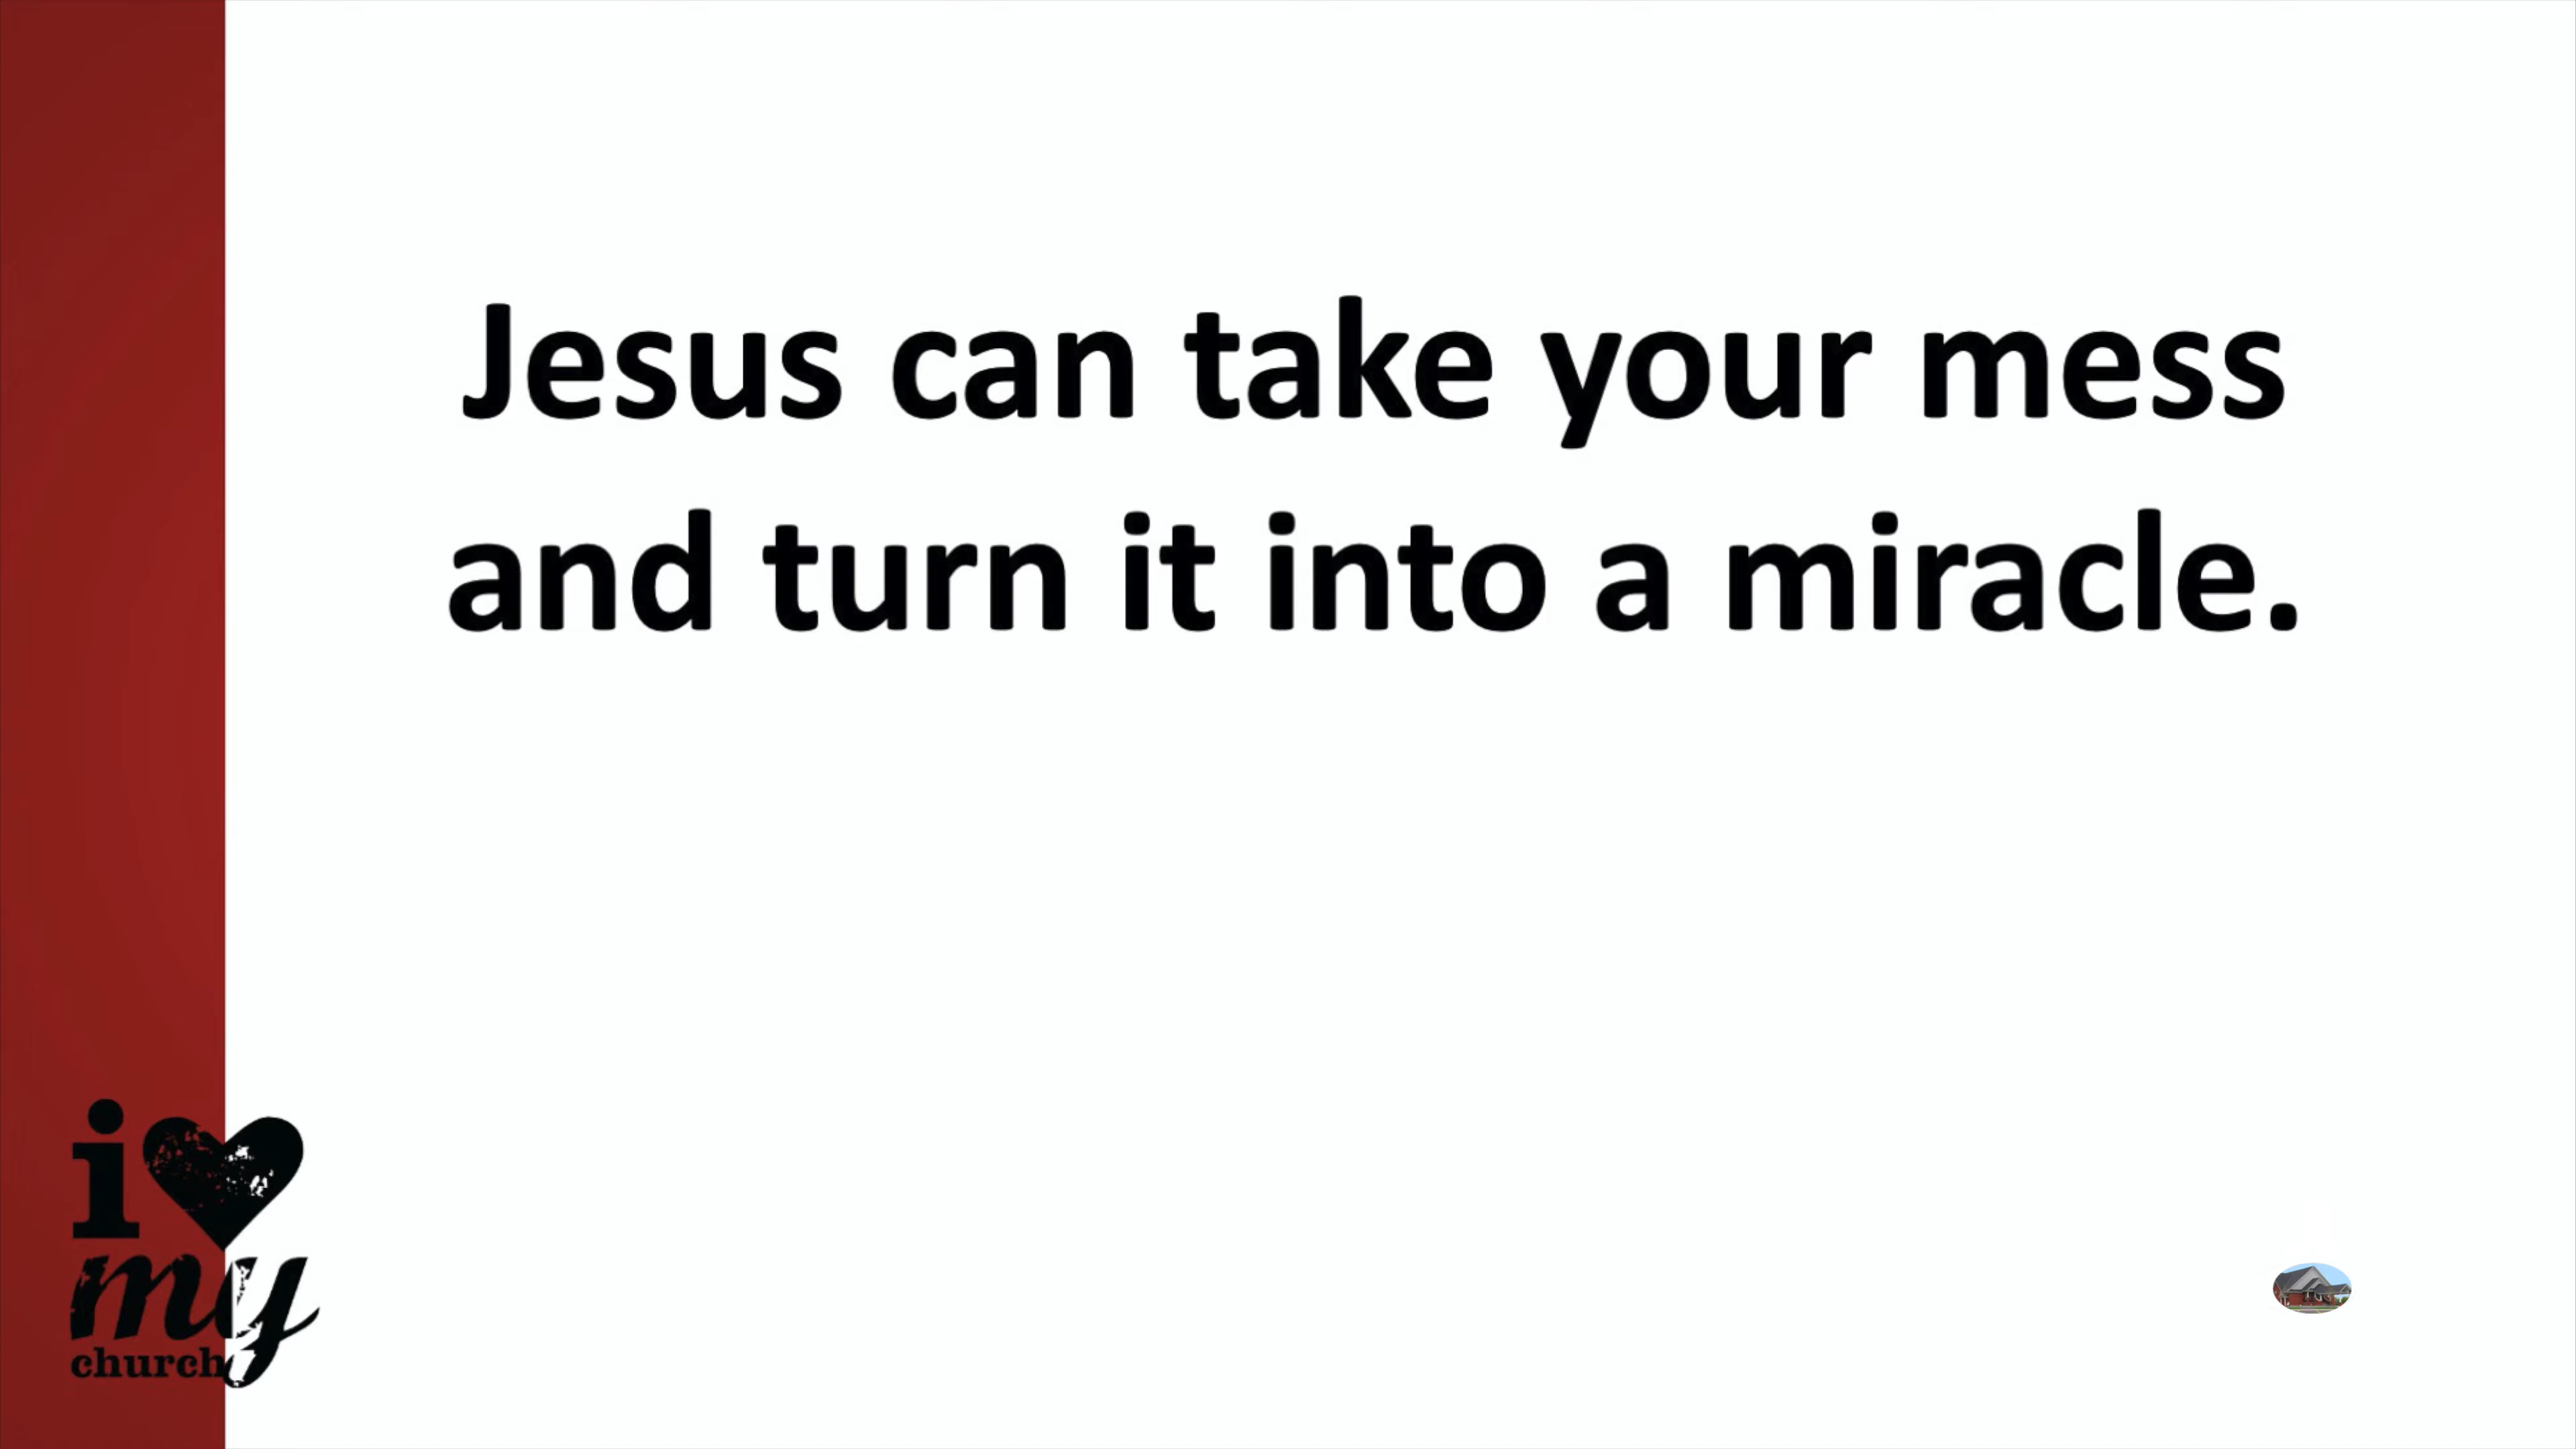 Jesus can take your mess
and turn it into a miracle.
i
my
church